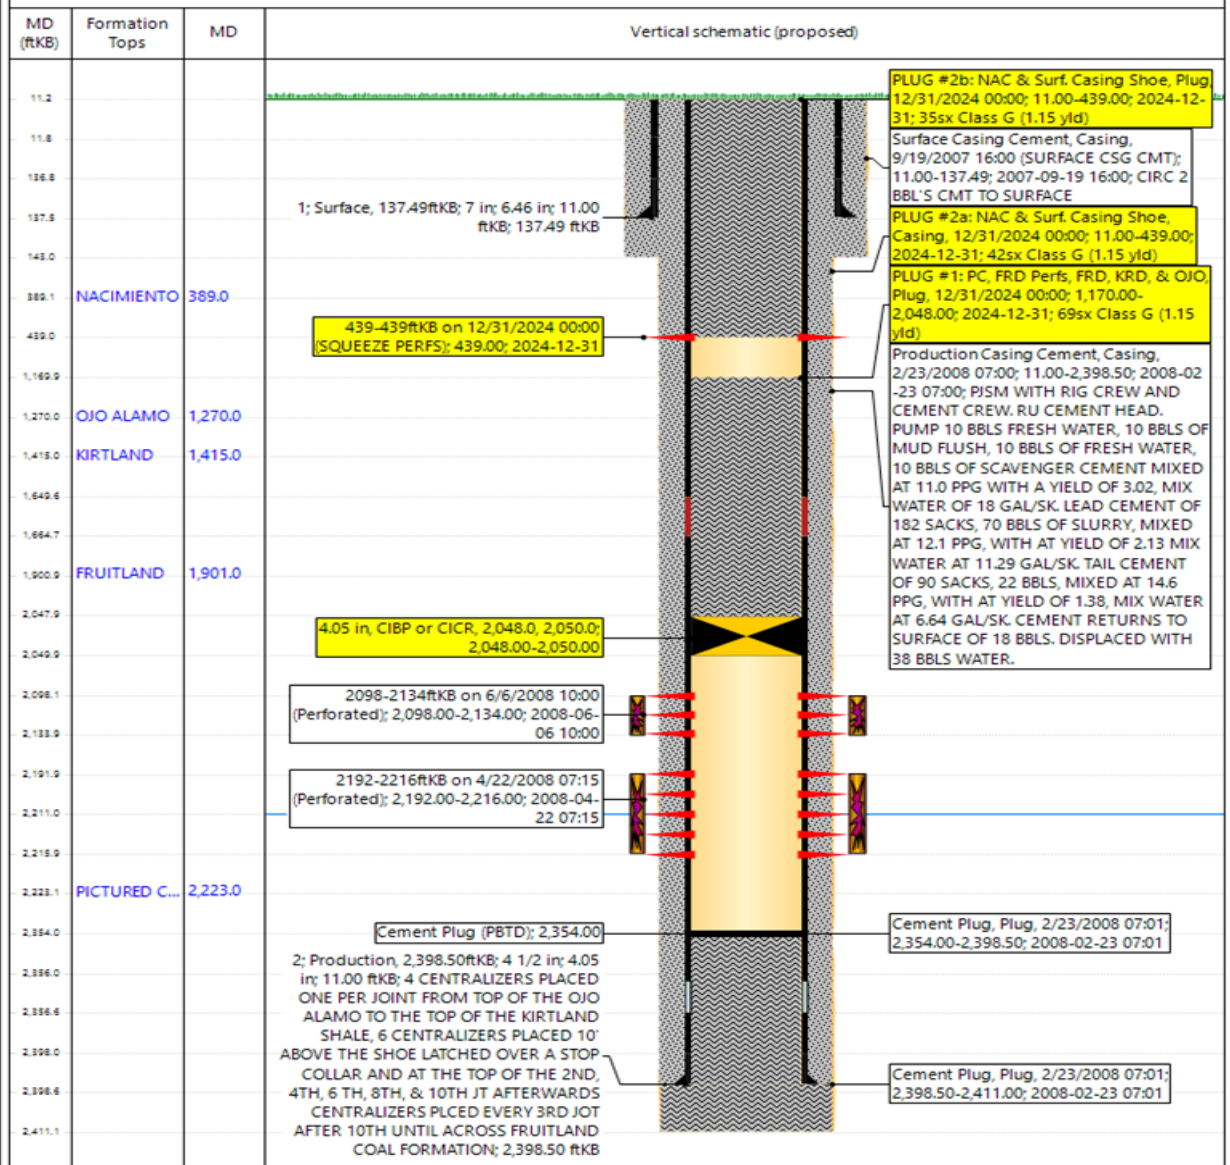 MD
(ftKB)
Formation
Tops
MD
Vertical schematic (proposed)
11.2
11.8
136.8
137.5
143.0
389.1
439.0
1,169.9
1,270.0
1,415.0
1,649.6
1,664.7
1,900.9
2,047.9
2,049.9
2,098.1
2,133.9
2,191.9
2,211.0
2,215.9
2,223.1
2,354.0
2,356.0
2,356.6
2,398.0
2,398.6
2,411.1
NACIMIENTO 389.0
OJO ALAMO 1,270.0
KIRTLAND 1,415.0
FRUITLAND 1,901.0
PICTURED C... 2,223.0
1; Surface, 137.49ftKB; 7 in; 6.46 in; 11.00
ftKB; 137.49 ftKB
439-439ftKB on 12/31/2024 00:00
(SQUEEZE PERFS); 439.00; 2024-12-31
4.05 in, CIBP or CICR, 2,048.0, 2,050.0;
2,048.00-2,050.00
2098-2134ftKB on 6/6/2008 10:00
(Perforated); 2,098.00-2,134.00; 2008-06-
06 10:00
2192-2216ftKB on 4/22/2008 07:15
(Perforated); 2,192.00-2,216.00; 2008-04-
22 07:15
Cement Plug (PBTD); 2,354.00
2; Production, 2,398.50ftKB; 4 1/2 in; 4.05
in; 11.00 ftKB; 4 CENTRALIZERS PLACED
ONE PER JOINT FROM TOP OF THE OJO
ALAMO TO THE TOP OF THE KIRTLAND
SHALE, 6 CENTRALIZERS PLACED 10'
ABOVE THE SHOE LATCHED OVER A STOP
COLLAR AND AT THE TOP OF THE 2ND,
4TH, 6 TH, 8TH, & 10TH JT AFTERWARDS
CENTRALIZERS PLCED EVERY 3RD JOT
AFTER 10TH UNTIL ACROSS FRUITLAND
COAL FORMATION; 2,398.50 ftKB
PLUG #2b: NAC & Surf. Casing Shoe, Plug,
12/31/2024 00:00; 11.00-439.00; 2024-12-
31; 35sx Class G (1.15 yld)
Surface Casing Cement, Casing,
9/19/2007 16:00 (SURFACE CSG CMT);
11.00-137.49; 2007-09-19 16:00; CIRC 2
BBL'S CMT TO SURFACE
PLUG #2a: NAC & Surf. Casing Shoe,
Casing, 12/31/2024 00:00; 11.00-439.00;
2024-12-31; 42sx Class G (1.15 yld)
PLUG #1: PC, FRD Perfs, FRD, KRD, & OJO,
Plug, 12/31/2024 00:00; 1,170.00-
2,048.00; 2024-12-31; 69sx Class G (1.15
yld)
Production Casing Cement, Casing,
2/23/2008 07:00; 11.00-2,398.50; 2008-02
-23 07:00; PJSM WITH RIG CREW AND
CEMENT CREW. RU CEMENT HEAD.
PUMP 10 BBLS FRESH WATER, 10 BBLS OF
MUD FLUSH, 10 BBLS OF FRESH WATER,
10 BBLS OF SCAVENGER CEMENT MIXED
AT 11.0 PPG WITH A YIELD OF 3.02, MIX
WATER OF 18 GAL/SK. LEAD CEMENT OF
182 SACKS, 70 BBLS OF SLURRY, MIXED
AT 12.1 PPG, WITH AT YIELD OF 2.13 MIX
WATER AT 11.29 GAL/SK. TAIL CEMENT
OF 90 SACKS, 22 BBLS, MIXED AT 14.6
PPG, WITH AT YIELD OF 1.38, MIX WATER
AT 6.64 GAL/SK. CEMENT RETURNS TO
SURFACE OF 18 BBLS. DISPLACED WITH
38 BBLS WATER.
Cement Plug, Plug, 2/23/2008 07:01;
2,354.00-2,398.50; 2008-02-23 07:01
Cement Plug, Plug, 2/23/2008 07:01;
2,398.50-2,411.00; 2008-02-23 07:01